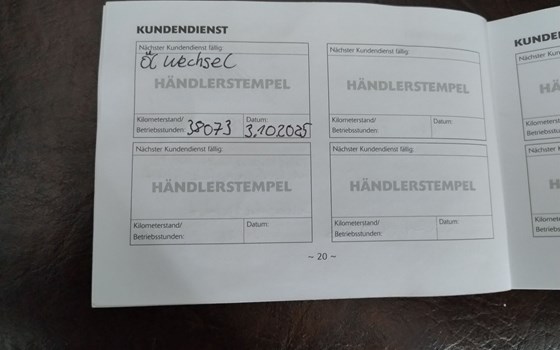 KUNDENDIENST
Nächster Kundendienst fällig:
Öl Wechsel
HÄNDLERSTEMPEL
Kilometerstand/ Datum:
Betriebsstunden: 38073 3.10.2025
Nächster Kundendienst fällig:
HÄNDLERSTEMPEL
Kilometerstand/ Datum:
Betriebsstunden:
Nächster Kundendienst fällig:
HÄNDLERSTEMPEL
Kilometerstand/ Datum:
Betriebsstunden:
Nächster Kundendienst fällig:
HÄNDLERSTEMPEL
Kilometerstand/ Datum:
Betriebsstunden:
~ 20 ~